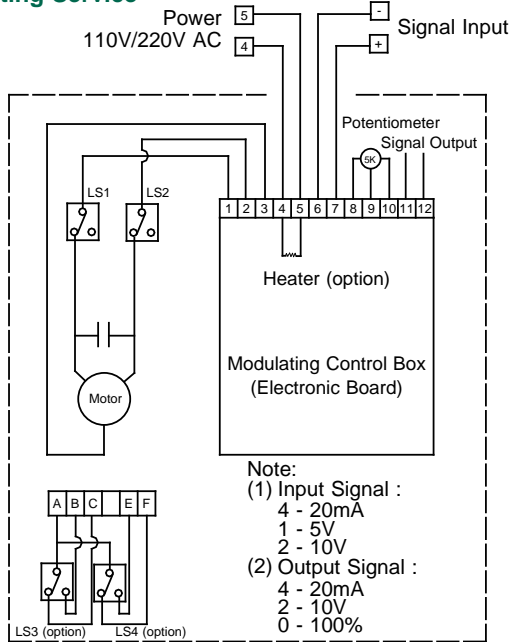 Power 5
110V/220V AC 4
- Signal Input
+
Potentiometer
Signal Output
5K
LS1 LS2
1 2 3 4 5 6 7 8 9 10 11 12
Heater (option)
Modulating Control Box
(Electronic Board)
Motor
A B C E F
LS3 (option) LS4 (option)
Note:
(1) Input Signal :
4 - 20mA
1 - 5V
2 - 10V
(2) Output Signal :
4 - 20mA
2 - 10V
0 - 100%